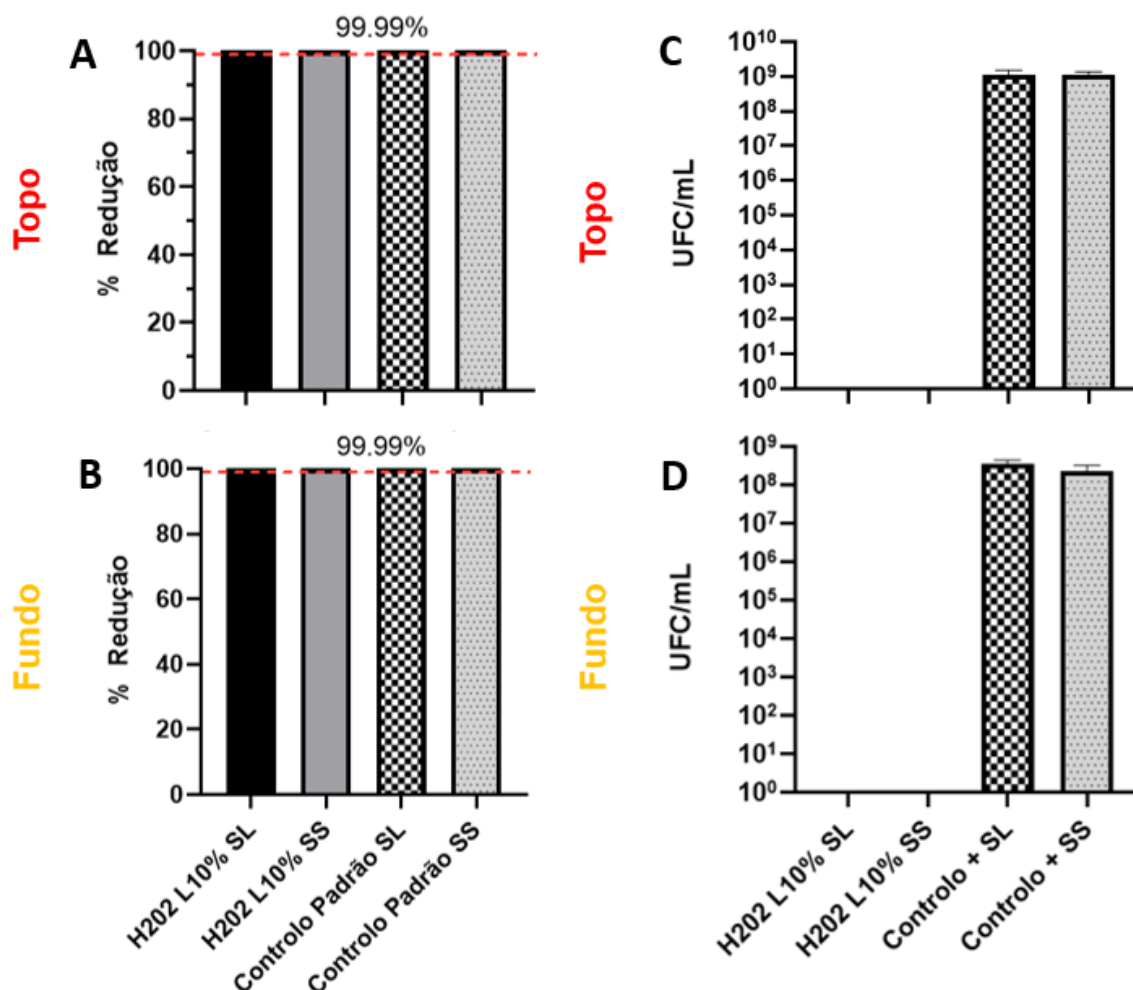 A
99.99%
Topo
% Redução
100
80
60
40
20
0
C
Topo
UFC/mL
10¹⁰
10⁹
10⁸
10⁷
10⁶
10⁵
10⁴
10³
10²
10¹
10⁰
B
99.99%
Fundo
% Redução
100
80
60
40
20
0
H202 L10% SL
H202 L10% SS
Controlo Padrão SL
Controlo Padrão SS
D
Fundo
UFC/mL
10⁹
10⁸
10⁷
10⁶
10⁵
10⁴
10³
10²
10¹
10⁰
H202 L10% SL
H202 L10% SS
Controlo + SL
Controlo + SS